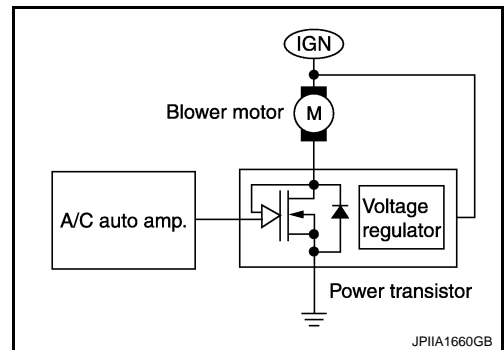 IGN
Blower motor
M
A/C auto amp.
Voltage
regulator
Power transistor
JPIIA1660GB